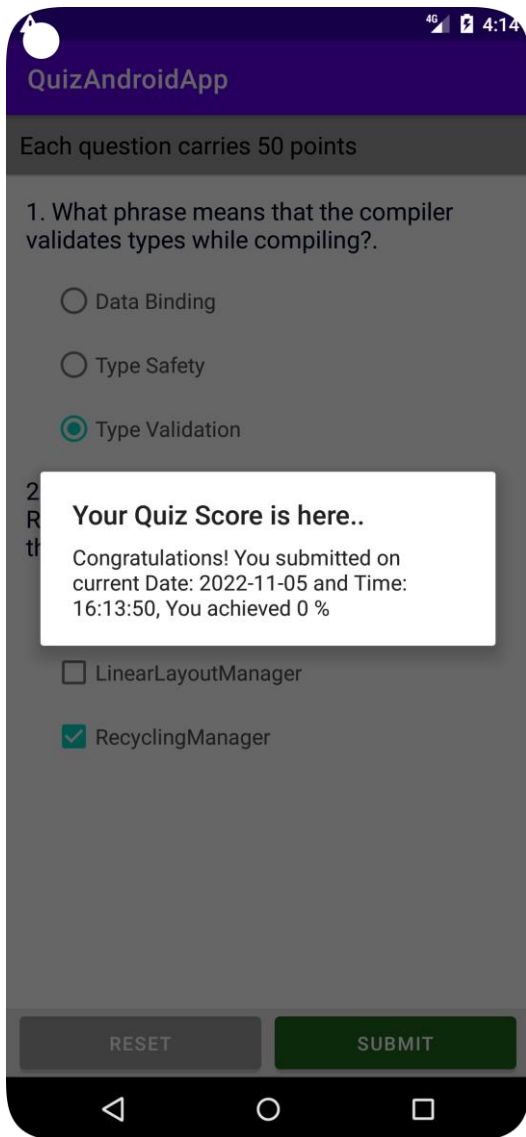 4G 4:14
QuizAndroidApp
Each question carries 50 points
1. What phrase means that the compiler
validates types while compiling?.
Data Binding
Type Safety
Type Validation
2
R
th
Your Quiz Score is here..
Congratulations! You submitted on
current Date: 2022-11-05 and Time:
16:13:50, You achieved 0 %
LinearLayoutManager
RecyclingManager
RESET SUBMIT